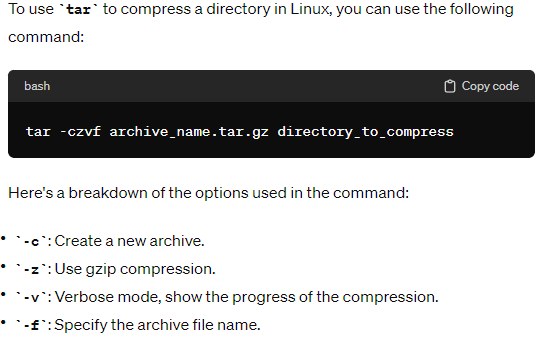 To use `tar` to compress a directory in Linux, you can use the following
command:
bash Copy code
tar -czvf archive_name.tar.gz directory_to_compress
Here's a breakdown of the options used in the command:
• `-c`: Create a new archive.
• `-z`: Use gzip compression.
• `-v`: Verbose mode, show the progress of the compression.
• `-f`: Specify the archive file name.